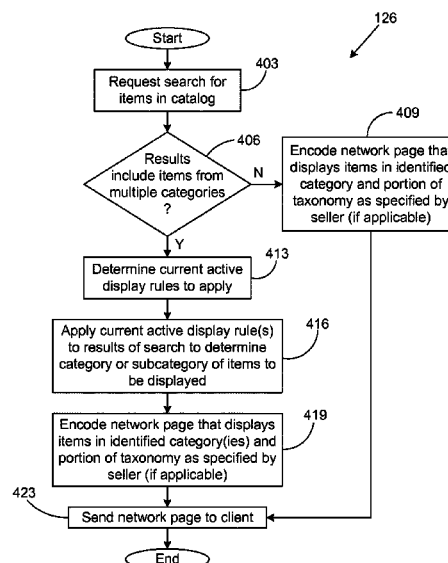 Start
126
403
Request search for
items in catalog
406
Results
include items from
multiple categories
?
N
Y
409
Encode network page that
displays items in identified
category and portion of
taxonomy as specified by
seller (if applicable)
413
Determine current active
display rules to apply
416
Apply current active display rule(s)
to results of search to determine
category or subcategory of items to
be displayed
419
Encode network page that displays
items in identified category(ies) and
portion of taxonomy as specified by
seller (if applicable)
423
Send network page to client
End